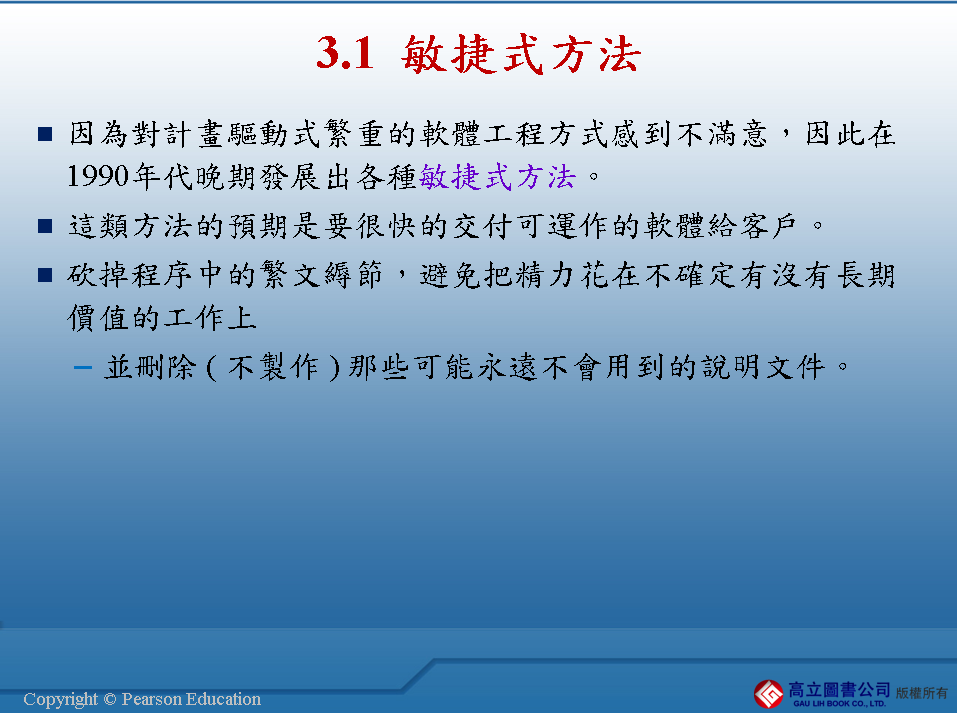 3.1 敏捷式方法
因為對計畫驅動式繁重的軟體工程方式感到不滿意，因此在
1990年代晚期發展出各種敏捷式方法。
這類方法的預期是要很快的交付可運作的軟體給客戶。
砍掉程序中的繁文縟節，避免把精力花在不確定有沒有長期
價值的工作上
– 並刪除 ( 不製作 ) 那些可能永遠不會用到的說明文件。
Copyright © Pearson Education
高立圖書公司 版權所有
GAU LIH BOOK CO., LTD.